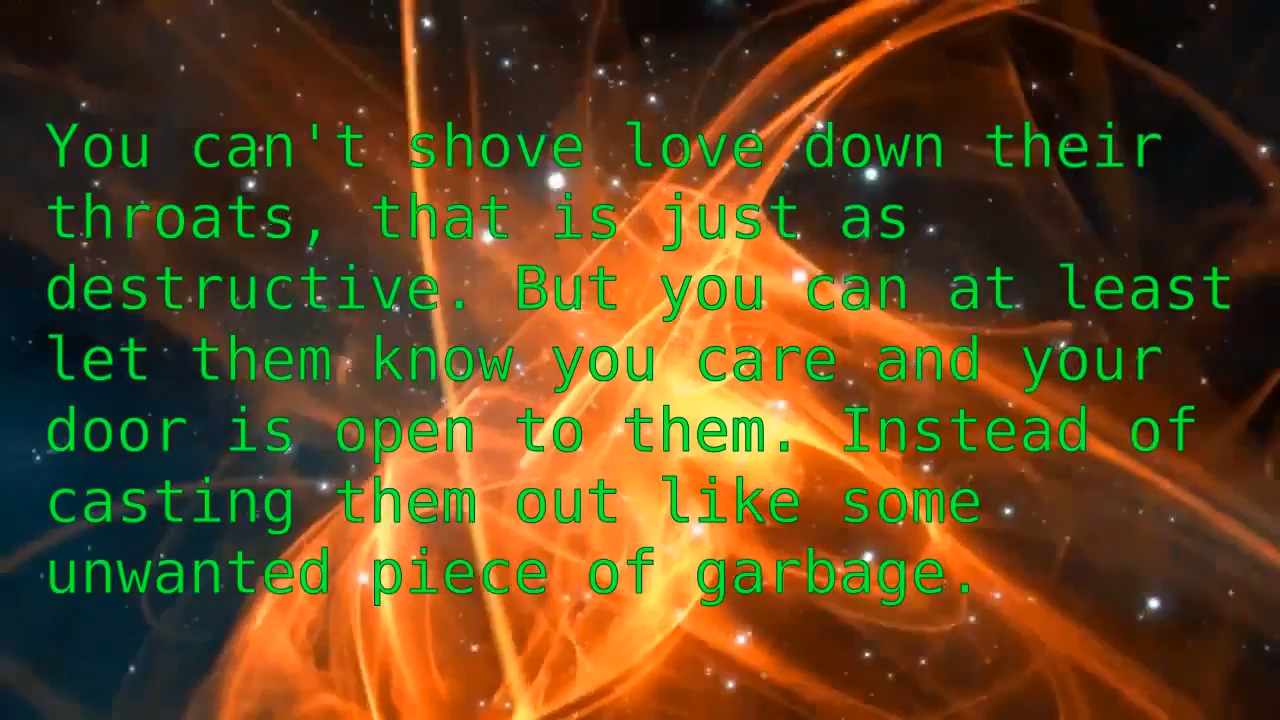 You can't shove love down their
throats, that is just as
destructive. But you can at least
let them know you care and your
door is open to them. Instead of
casting them out like some
unwanted piece of garbage.